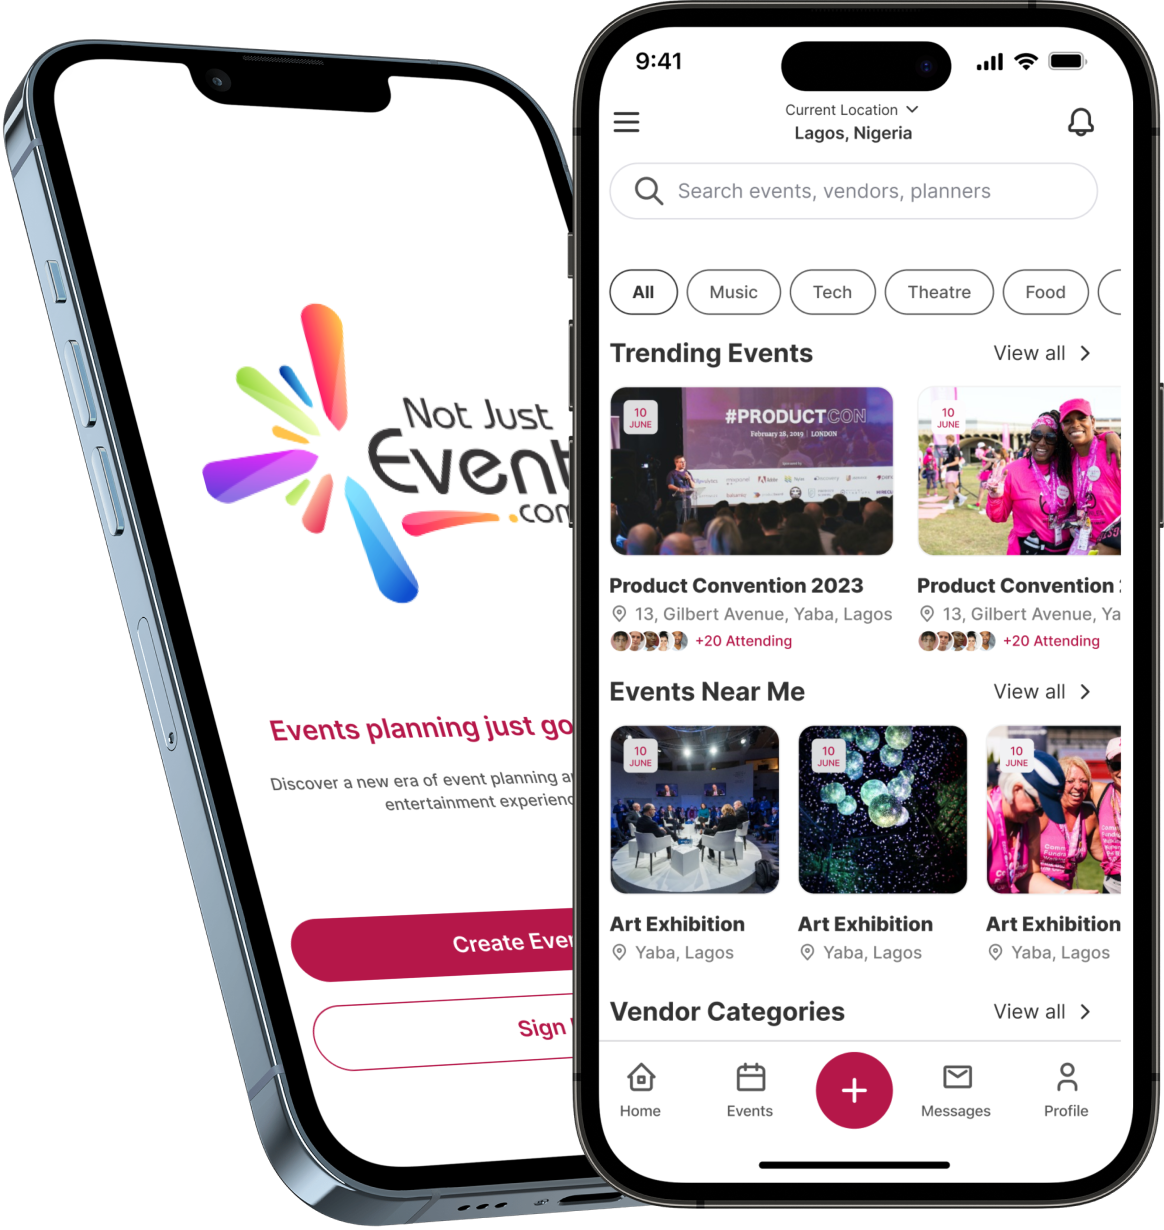 Not Just
Event
.com
Events planning just go
Discover a new era of event planning a
entertainment experienc
Create Even
Sign
9:41
Current Location
Lagos, Nigeria
Search events, vendors, planners
All
Music
Tech
Theatre
Food
Trending Events
View all
10
JUNE
#PRODUCTCON
February 28, 2019 | LONDON
10
JUNE
Product Convention 2023
13, Gilbert Avenue, Yaba, Lagos
+20 Attending
Product Convention
13, Gilbert Avenue, Ya
+20 Attending
Events Near Me
View all
10
JUNE
10
JUNE
10
JUNE
Art Exhibition
Yaba, Lagos
Art Exhibition
Yaba, Lagos
Art Exhibition
Yaba, Lagos
Vendor Categories
View all
Home
Events
Messages
Profile